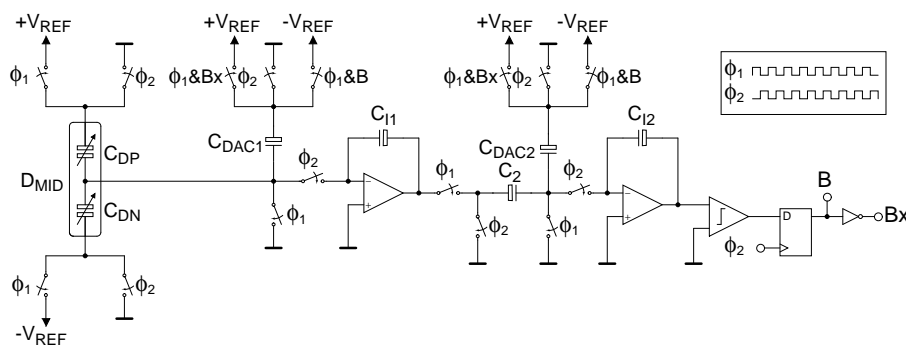 +VREF
+VREF
-VREF
+VREF
-VREF
ϕ1
ϕ2
ϕ1&Bx
ϕ2
ϕ1&B
ϕ1&Bx
ϕ2
ϕ1&B
ϕ1
ϕ2
CDP
CDAC1
CI1
CDAC2
CI2
DMID
CDN
ϕ2
ϕ1
C2
ϕ2
B
−
+
−
+
D
Bx
ϕ1
ϕ2
ϕ1
ϕ2
ϕ1
ϕ2
-VREF